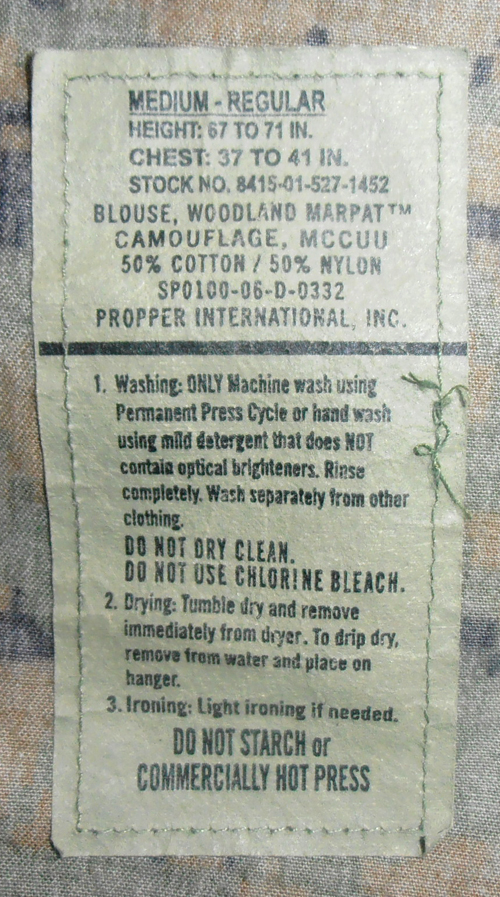 MEDIUM - REGULAR
HEIGHT: 67 TO 71 IN.
CHEST: 37 TO 41 IN.
STOCK NO. 8415-01-527-1452
BLOUSE, WOODLAND MARPAT™
CAMOUFLAGE, MCCUU
50% COTTON / 50% NYLON
SP0100-06-D-0332
PROPPER INTERNATIONAL, INC.
1. Washing: ONLY Machine wash using
Permanent Press Cycle or hand wash
using mild detergent that does NOT
contain optical brighteners. Rinse
completely. Wash separately from other
clothing.
DO NOT DRY CLEAN.
DO NOT USE CHLORINE BLEACH.
2. Drying: Tumble dry and remove
immediately from dryer. To drip dry,
remove from water and place on
hanger.
3. Ironing: Light ironing if needed.
DO NOT STARCH or
COMMERCIALLY HOT PRESS